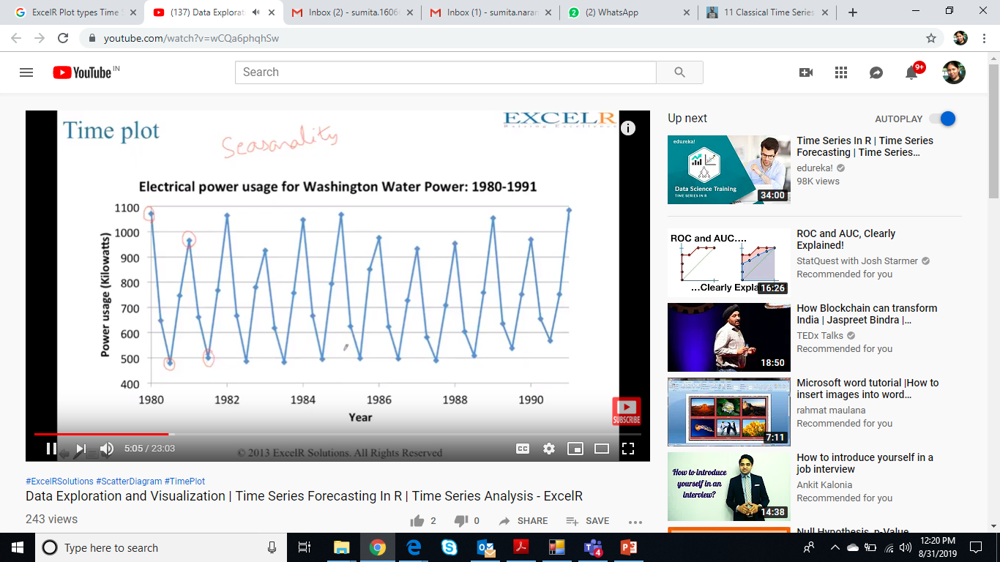 ExcelR Plot types Time S
(137) Data Explorat
Inbox (2) - sumita.1606
Inbox (1) - sumita.naran
(2) WhatsApp
11 Classical Time Series
youtube.com/watch?v=wCQa6phqhSw
YouTube IN
Search
9+
Time plot
Seasonality
EXCELR
Raising Excellence
i
Electrical power usage for Washington Water Power: 1980-1991
Power usage (Kilowatts)
1100
1000
900
800
700
600
500
400
1980 1982 1984 1986 1988 1990
Year
SUBSCRIBE
5:05 / 23:03
CC
© 2013 ExcelR Solutions. All Rights Reserved
#ExcelRSolutions #ScatterDiagram #TimePlot
Data Exploration and Visualization | Time Series Forecasting In R | Time Series Analysis - ExcelR
243 views
2 0 SHARE SAVE
Up next AUTOPLAY
edureka!
Data Science Training
TIME SERIES IN R
34:00
Time Series In R | Time Series
Forecasting | Time Series...
edureka!
98K views
ROC and AUC....
...Clearly Expla
16:26
ROC and AUC, Clearly
Explained!
StatQuest with Josh Starmer
Recommended for you
18:50
How Blockchain can transform
India | Jaspreet Bindra |...
TEDx Talks
Recommended for you
7:11
Microsoft word tutorial |How to
insert images into word...
rahmat maulana
Recommended for you
How to introduce
yourself in an
interview?
14:38
How to introduce yourself in a
job interview
Ankit Kalonia
Recommended for you
Null Hypothesis, p-Value,
Type here to search
4
12:20 PM
8/31/2019